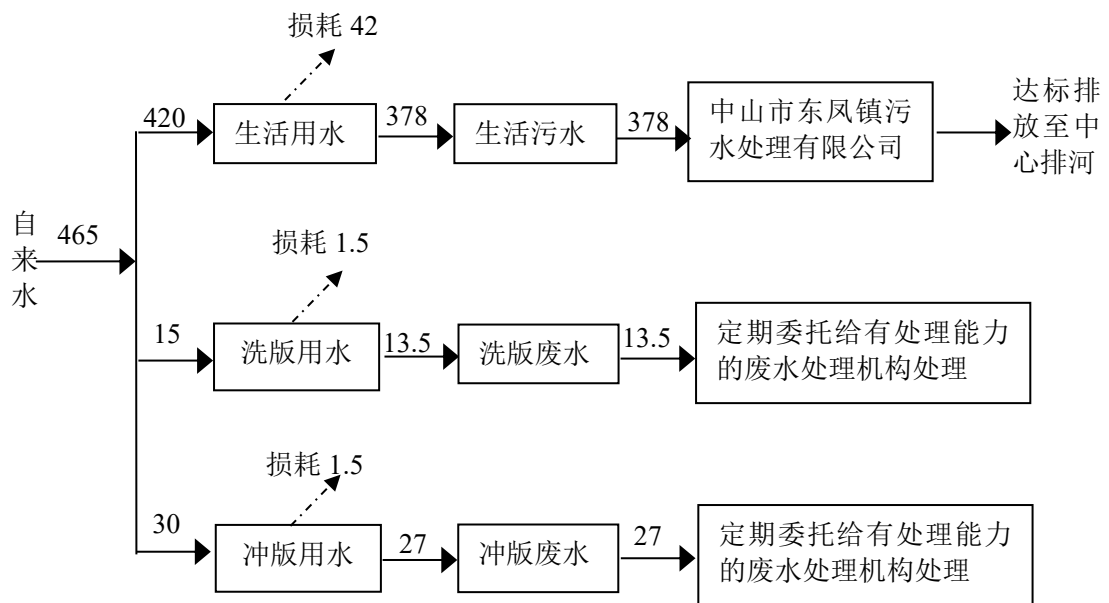 损耗 42
420
生活用水
378
生活污水
378
中山市东凤镇污
水处理有限公司
达标排
放至中
心排河
自
来
水
465
损耗 1.5
15
洗版用水
13.5
洗版废水
13.5
定期委托给有处理能力
的废水处理机构处理
损耗 1.5
30
冲版用水
27
冲版废水
27
定期委托给有处理能力
的废水处理机构处理